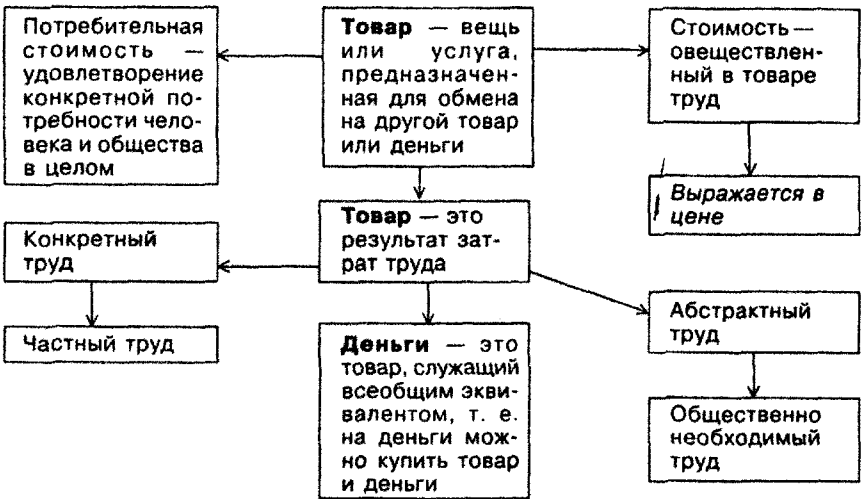 Потребительная
стоимость —
удовлетворение
конкретной по-
требности чело-
века и общества
в целом
Товар — вещь
или услуга,
предназначен-
ная для обмена
на другой товар
или деньги
Стоимость —
овеществлен-
ный в товаре
труд
Выражается в
цене
Товар — это
результат зат-
рат труда
Конкретный
труд
Частный труд
Деньги — это
товар, служащий
всеобщим экви-
валентом, т. е.
на деньги мож-
но купить товар
и деньги
Абстрактный
труд
Общественно
необходимый
труд